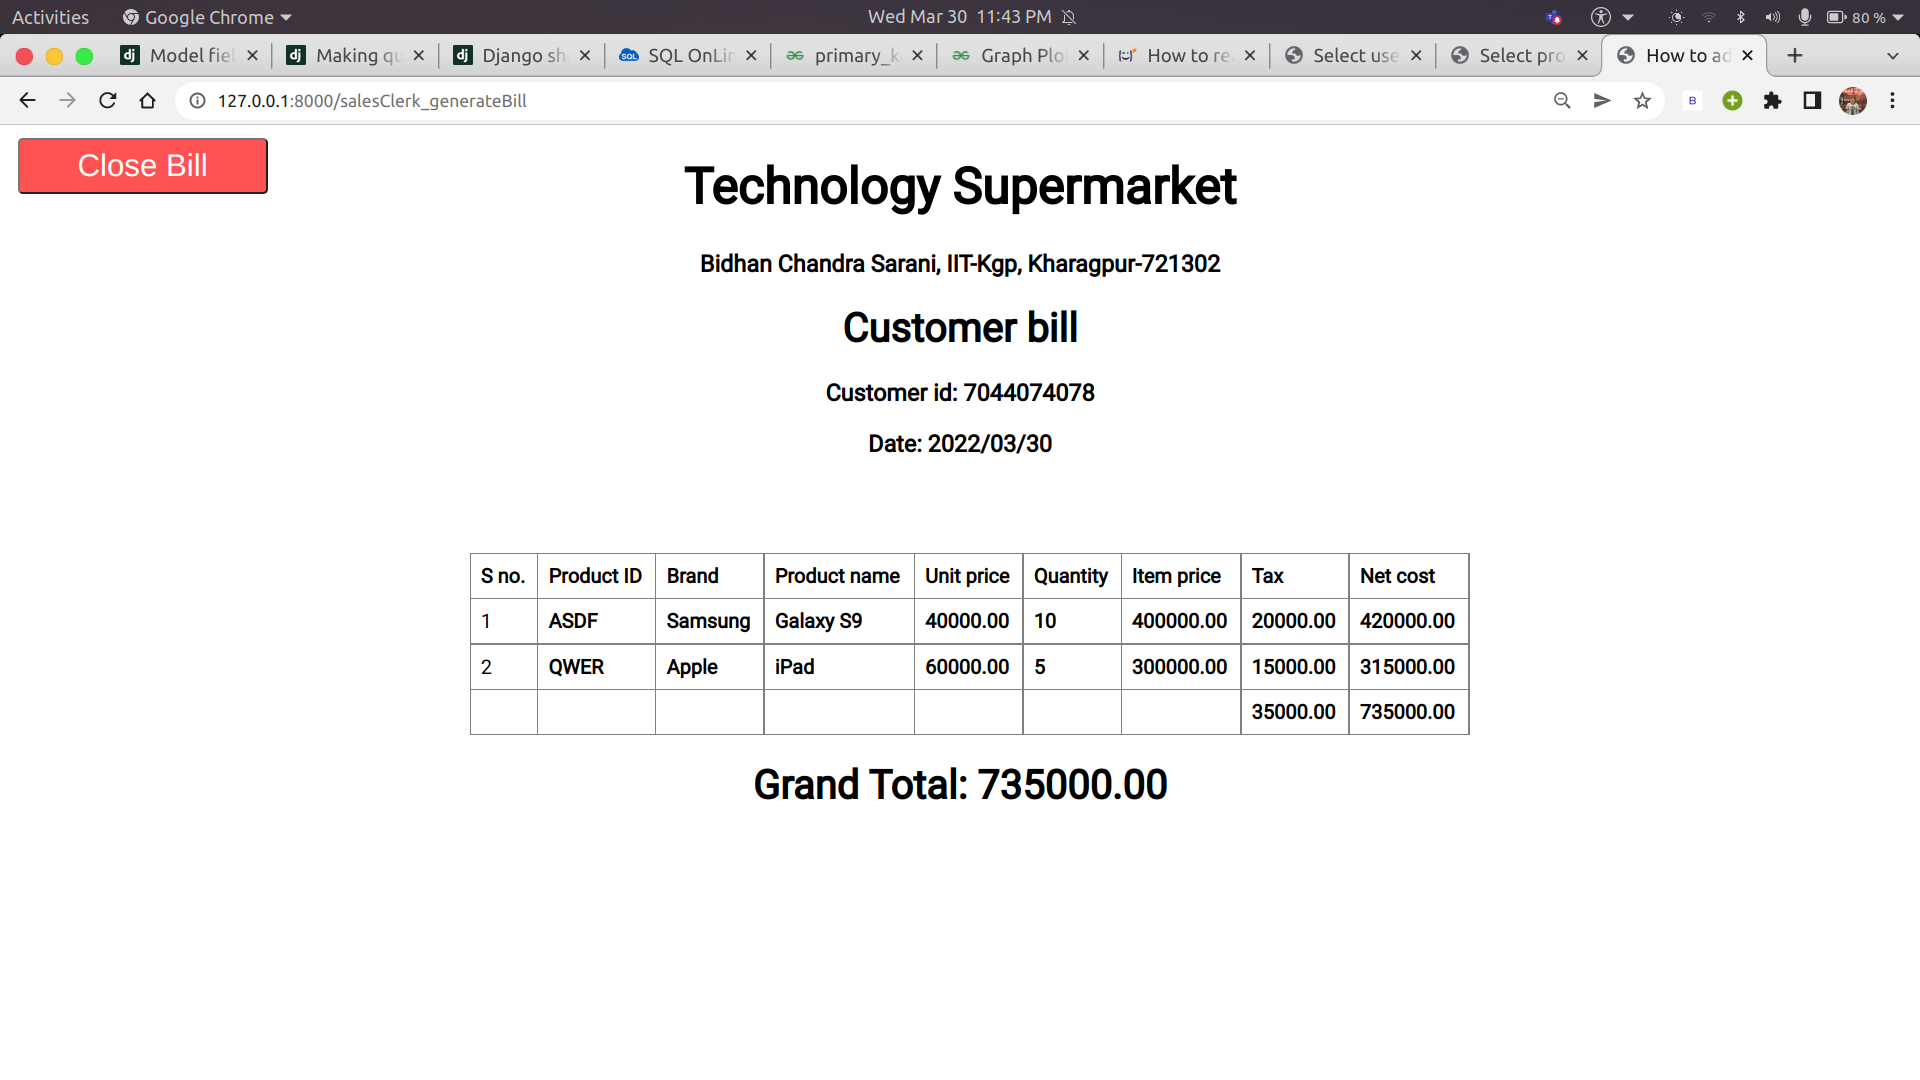 Activities Google Chrome Wed Mar 30 11:43 PM 80 %
Model fiel Making qu Django sh SQL OnLin primary_k Graph Plo How to re Select use Select pro How to ad
127.0.0.1:8000/salesClerk_generateBill B
Close Bill
Technology Supermarket
Bidhan Chandra Sarani, IIT-Kgp, Kharagpur-721302
Customer bill
Customer id: 7044074078
Date: 2022/03/30
S no. Product ID Brand Product name Unit price Quantity Item price Tax Net cost
1 ASDF Samsung Galaxy S9 40000.00 10 400000.00 20000.00 420000.00
2 QWER Apple iPad 60000.00 5 300000.00 15000.00 315000.00
35000.00 735000.00
Grand Total: 735000.00